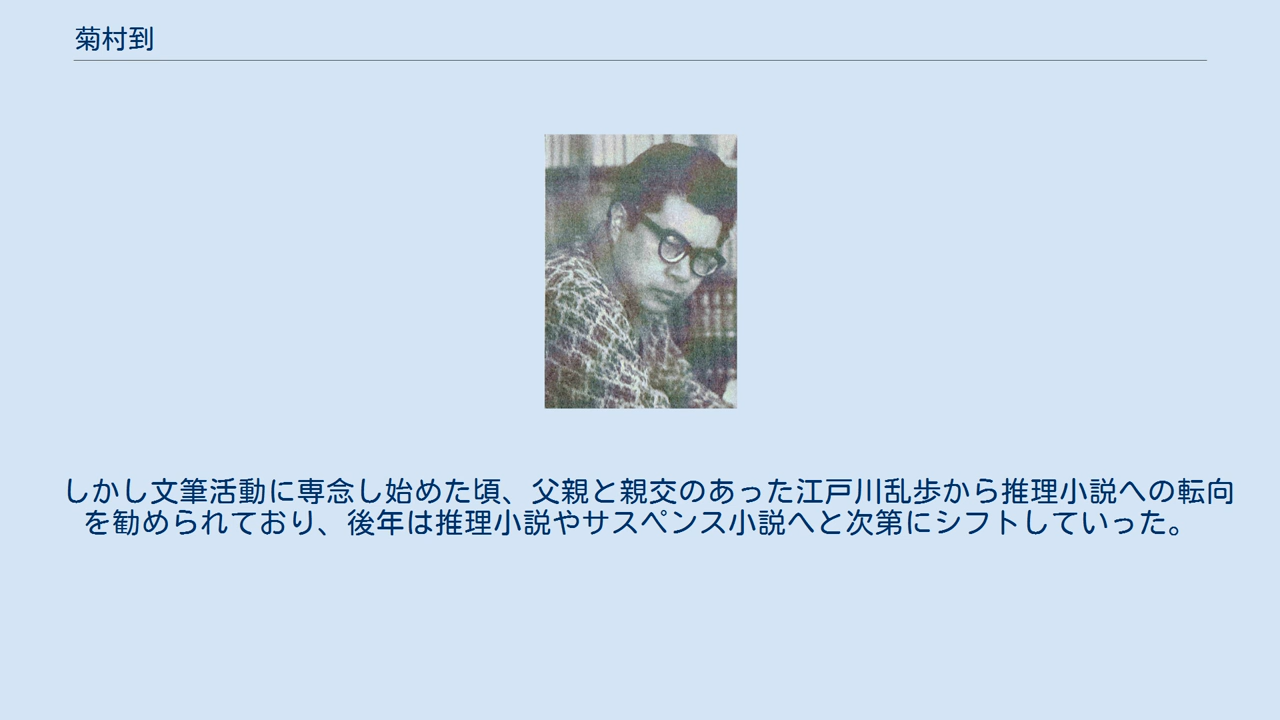 菊村到
しかし文筆活動に専念し始めた頃、父親と親交のあった江戸川乱歩から推理小説への転向
を勧められており、後年は推理小説やサスペンス小説へと次第にシフトしていった。